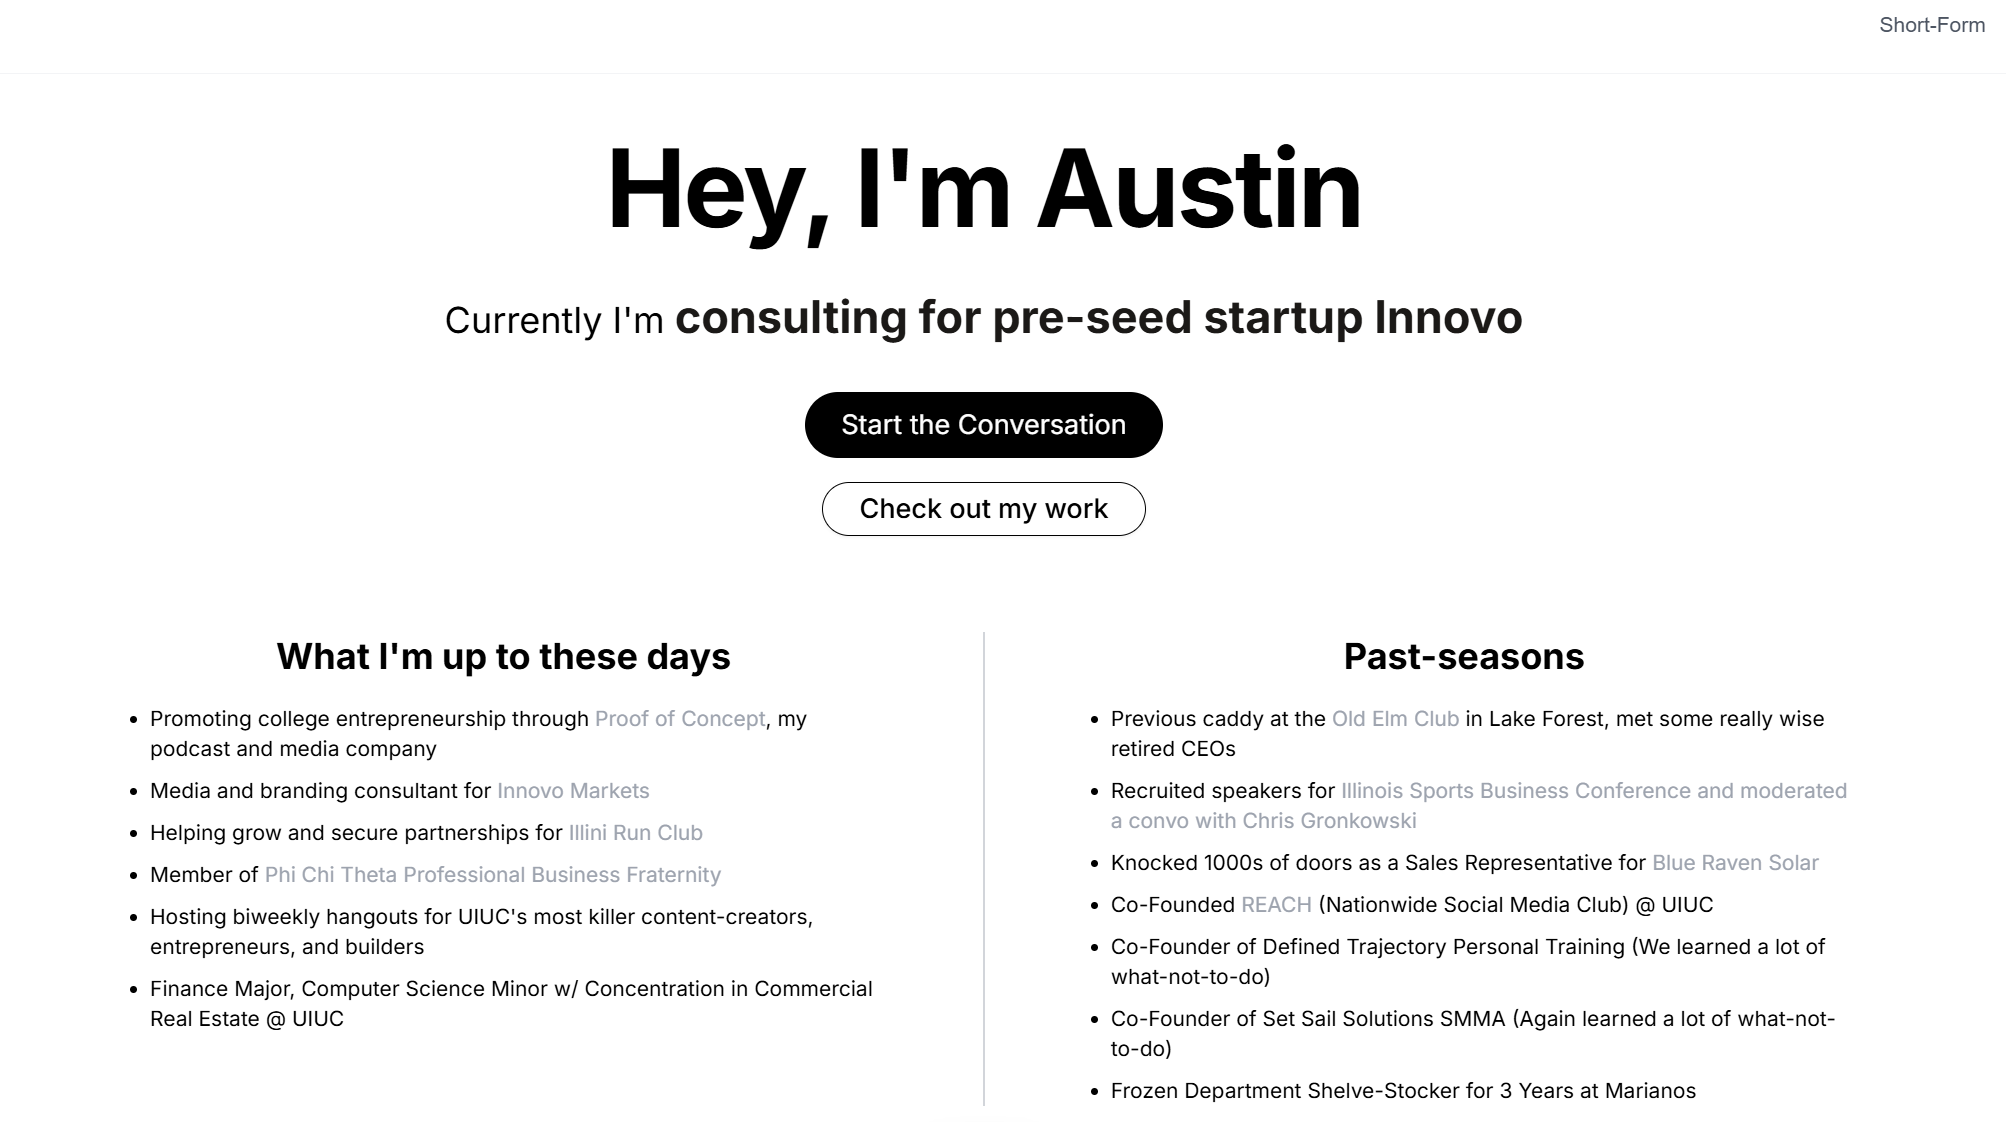 Short-Form
Hey, I'm Austin
Currently I'm consulting for pre-seed startup Innovo
Start the Conversation
Check out my work
What I'm up to these days
• Promoting college entrepreneurship through Proof of Concept, my
podcast and media company
• Media and branding consultant for Innovo Markets
• Helping grow and secure partnerships for Illini Run Club
• Member of Phi Chi Theta Professional Business Fraternity
• Hosting biweekly hangouts for UIUC's most killer content-creators,
entrepreneurs, and builders
• Finance Major, Computer Science Minor w/ Concentration in Commercial
Real Estate @ UIUC
Past-seasons
• Previous caddy at the Old Elm Club in Lake Forest, met some really wise
retired CEOs
• Recruited speakers for Illinois Sports Business Conference and moderated
a convo with Chris Gronkowski
• Knocked 1000s of doors as a Sales Representative for Blue Raven Solar
• Co-Founded REACH (Nationwide Social Media Club) @ UIUC
• Co-Founder of Defined Trajectory Personal Training (We learned a lot of
what-not-to-do)
• Co-Founder of Set Sail Solutions SMMA (Again learned a lot of what-not-
to-do)
• Frozen Department Shelve-Stocker for 3 Years at Marianos